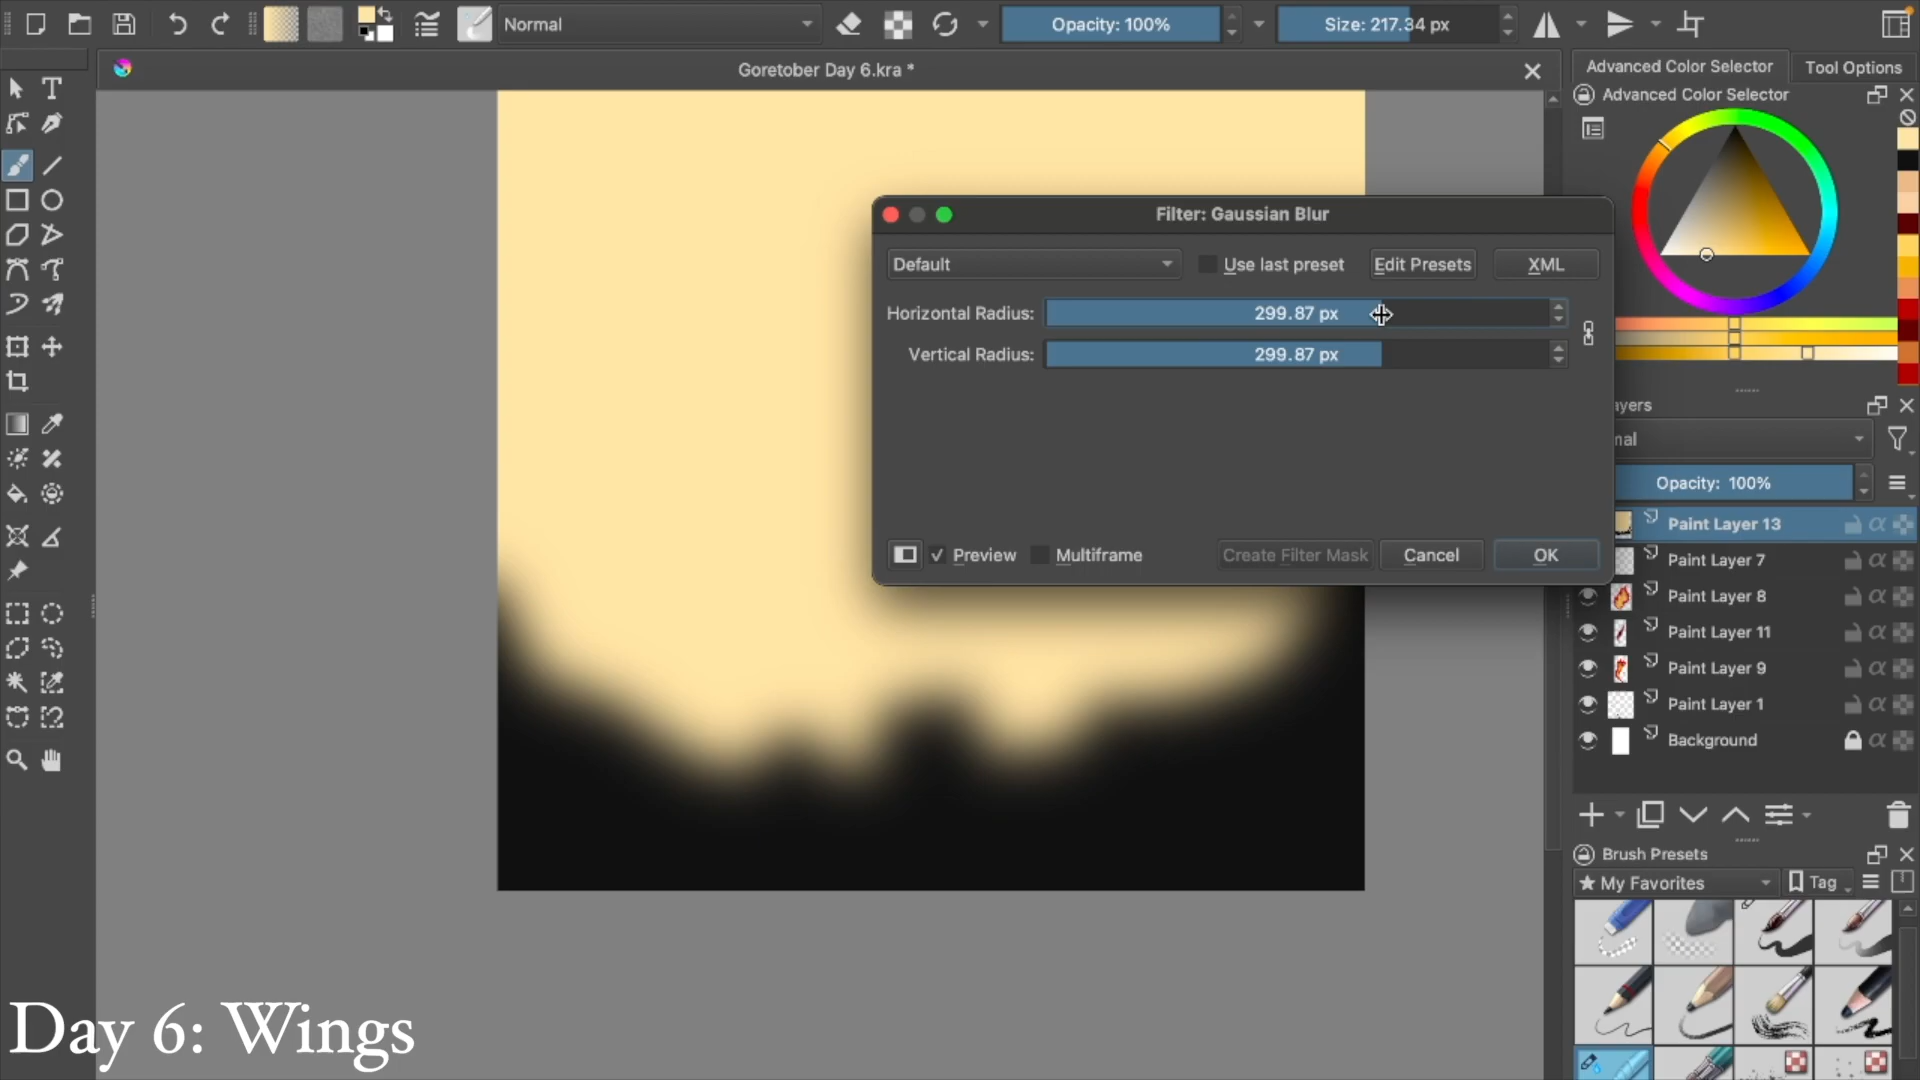 Normal
Opacity: 100%
Size: 217.34 px
Goretober Day 6.kra *
Advanced Color Selector
Tool Options
Advanced Color Selector
Filter: Gaussian Blur
Default
Use last preset
Edit Presets
XML
Horizontal Radius:
299.87 px
Vertical Radius:
299.87 px
Preview
Multiframe
Create Filter Mask
Cancel
OK
ayers
nal
Opacity: 100%
Paint Layer 13
Paint Layer 7
Paint Layer 8
Paint Layer 11
Paint Layer 9
Paint Layer 1
Background
Brush Presets
★ My Favorites
Tag
Day 6: Wings